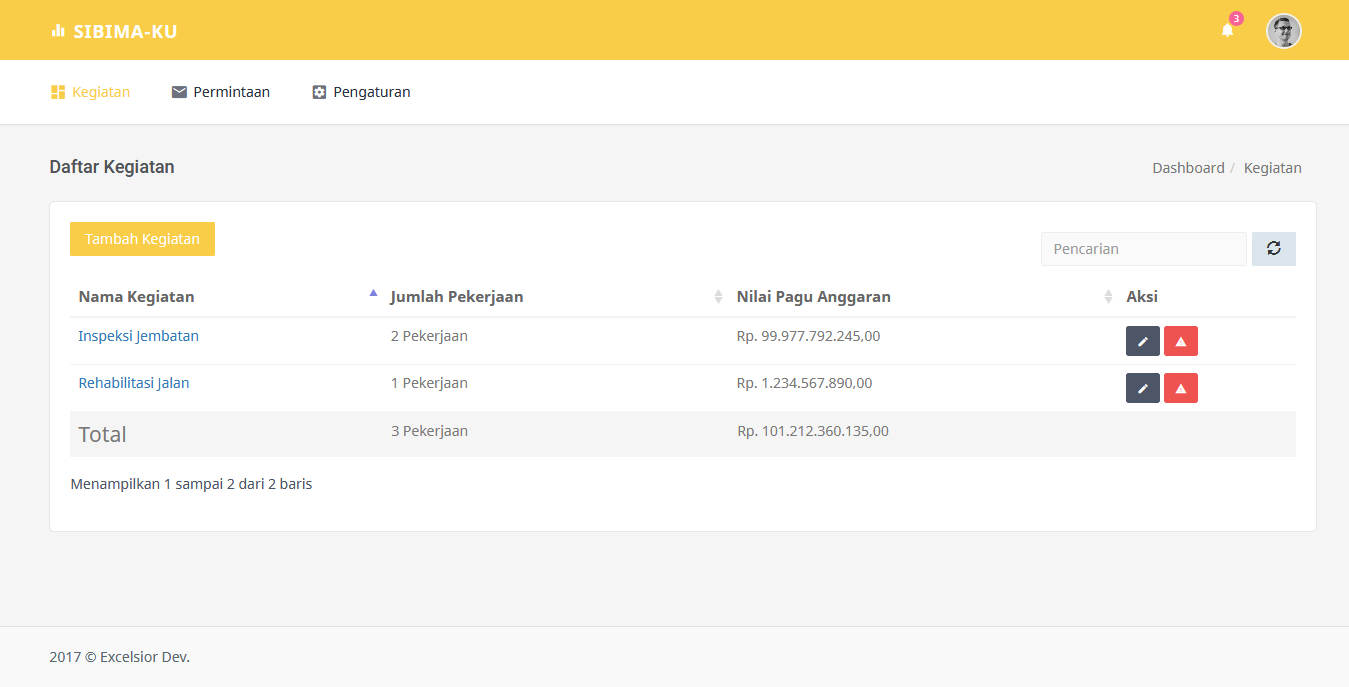 SIBIMA-KU
3
Kegiatan Permintaan Pengaturan
Daftar Kegiatan
Dashboard / Kegiatan
Tambah Kegiatan
Pencarian
Nama Kegiatan Jumlah Pekerjaan Nilai Pagu Anggaran Aksi
Inspeksi Jembatan 2 Pekerjaan Rp. 99.977.792.245,00
Rehabilitasi Jalan 1 Pekerjaan Rp. 1.234.567.890,00
Total 3 Pekerjaan Rp. 101.212.360.135,00
Menampilkan 1 sampai 2 dari 2 baris
2017 © Excelsior Dev.